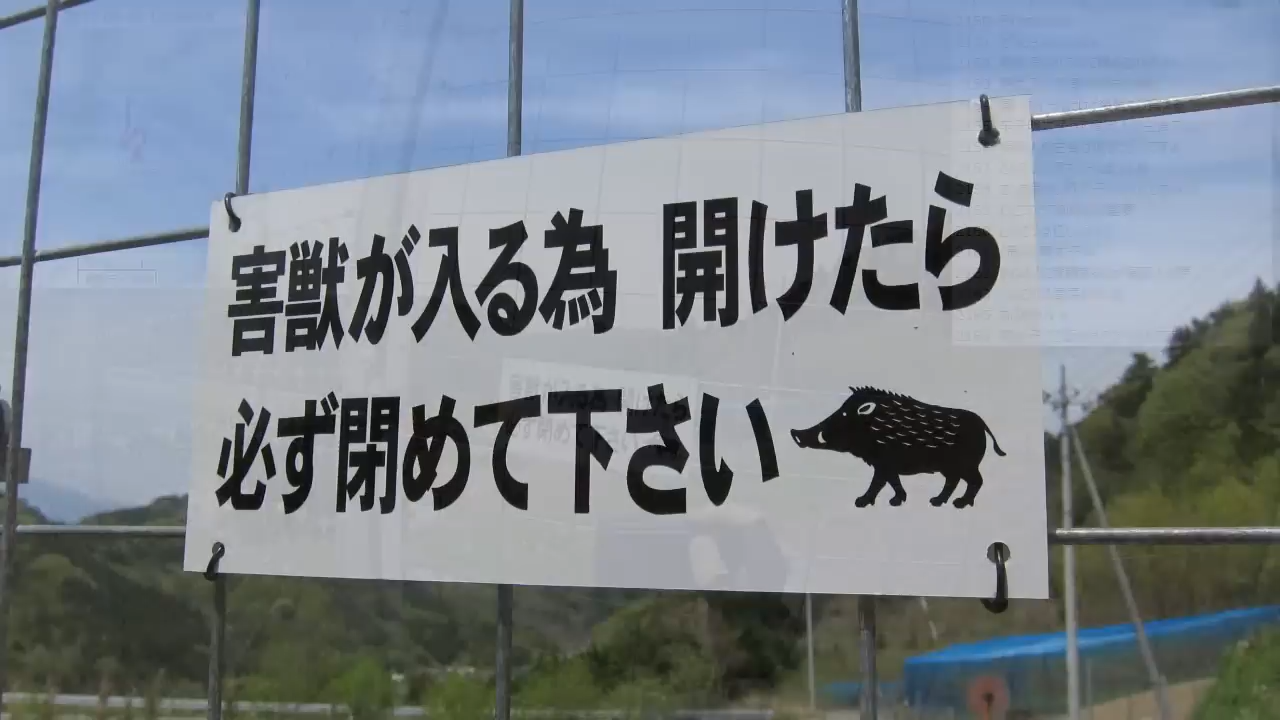 害獣が入る為 開けたら
必ず閉めて下さい